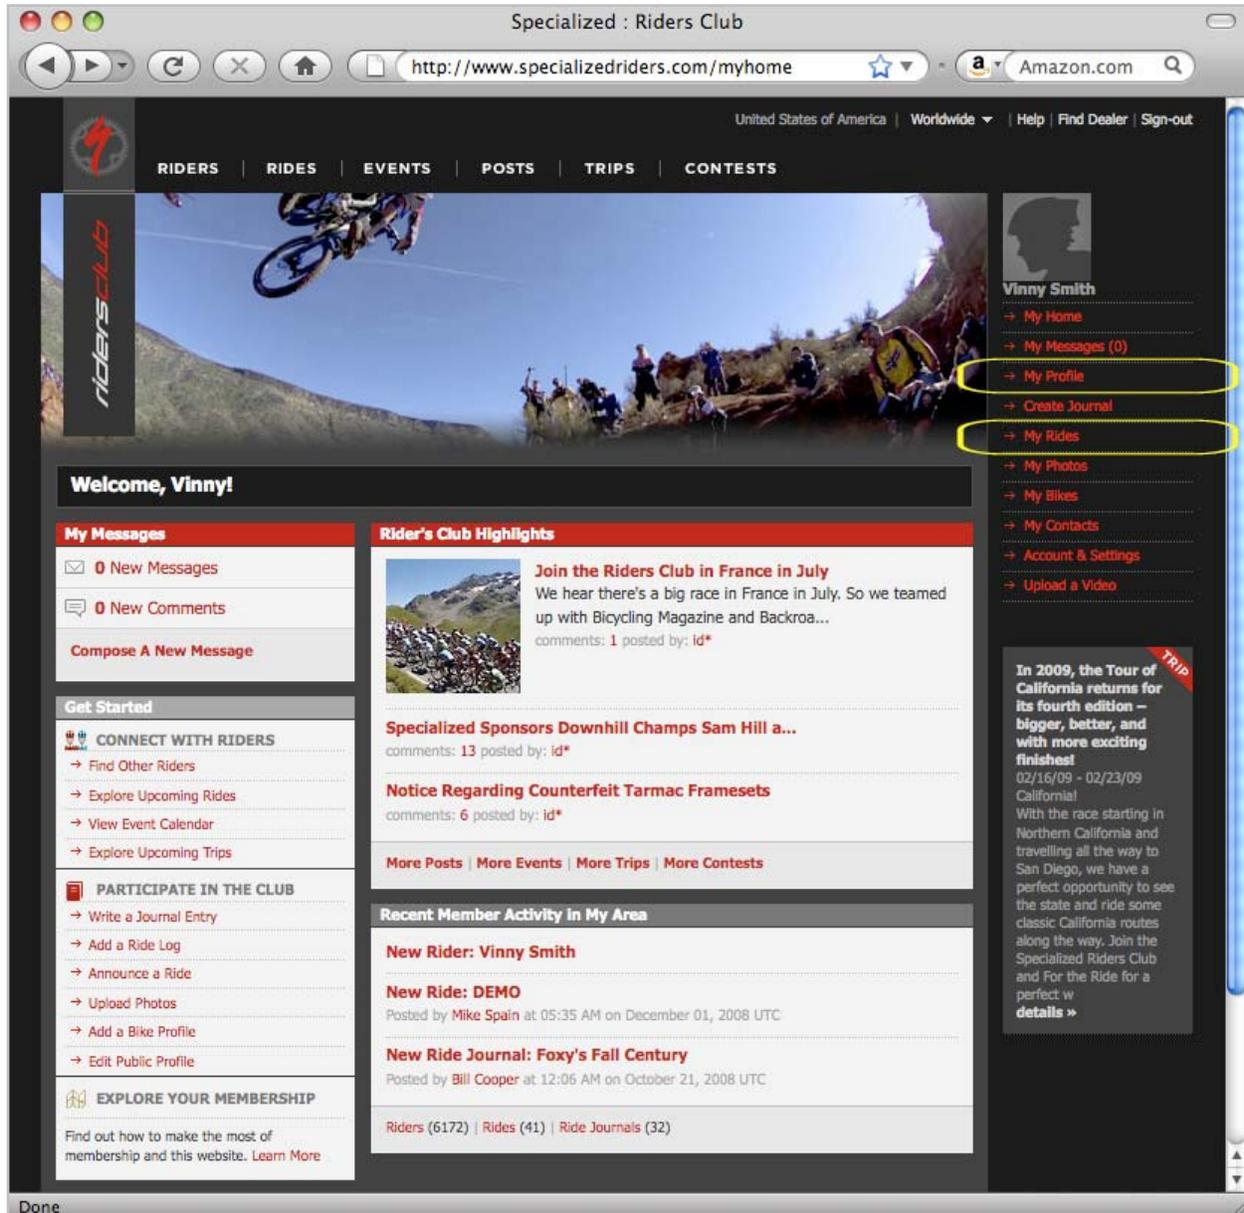 Specialized : Riders Club
http://www.specializedriders.com/myhome
a
Amazon.com
United States of America | Worldwide | Help | Find Dealer | Sign-out
RIDERS | RIDES | EVENTS | POSTS | TRIPS | CONTESTS
ridersclub
Vinny Smith
→ My Home
→ My Messages (0)
→ My Profile
→ Create Journal
→ My Rides
→ My Photos
→ My Bikes
→ My Contacts
→ Account & Settings
→ Upload a Video
Welcome, Vinny!
My Messages
0 New Messages
0 New Comments
Compose A New Message
Get Started
CONNECT WITH RIDERS
→ Find Other Riders
→ Explore Upcoming Rides
→ View Event Calendar
→ Explore Upcoming Trips
PARTICIPATE IN THE CLUB
→ Write a Journal Entry
→ Add a Ride Log
→ Announce a Ride
→ Upload Photos
→ Add a Bike Profile
→ Edit Public Profile
EXPLORE YOUR MEMBERSHIP
Find out how to make the most of
membership and this website. Learn More
Rider's Club Highlights
Join the Riders Club in France in July
We hear there's a big race in France in July. So we teamed
up with Bicycling Magazine and Backroa...
comments: 1 posted by: id*
Specialized Sponsors Downhill Champs Sam Hill a...
comments: 13 posted by: id*
Notice Regarding Counterfeit Tarmac Framesets
comments: 6 posted by: id*
More Posts | More Events | More Trips | More Contests
Recent Member Activity in My Area
New Rider: Vinny Smith
New Ride: DEMO
Posted by Mike Spain at 05:35 AM on December 01, 2008 UTC
New Ride Journal: Foxy's Fall Century
Posted by Bill Cooper at 12:06 AM on October 21, 2008 UTC
Riders (6172) | Rides (41) | Ride Journals (32)
TRIP
In 2009, the Tour of
California returns for
its fourth edition –
bigger, better, and
with more exciting
finishes!
02/16/09 - 02/23/09
California!
With the race starting in
Northern California and
travelling all the way to
San Diego, we have a
perfect opportunity to see
the state and ride some
classic California routes
along the way. Join the
Specialized Riders Club
and For the Ride for a
perfect w
details »
Done